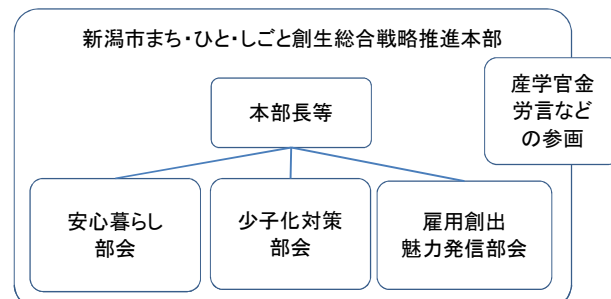 新潟市まち・ひと・しごと創生総合戦略推進本部
産学官金
労言など
の参画
本部長等
安心暮らし
部会
少子化対策
部会
雇用創出
魅力発信部会